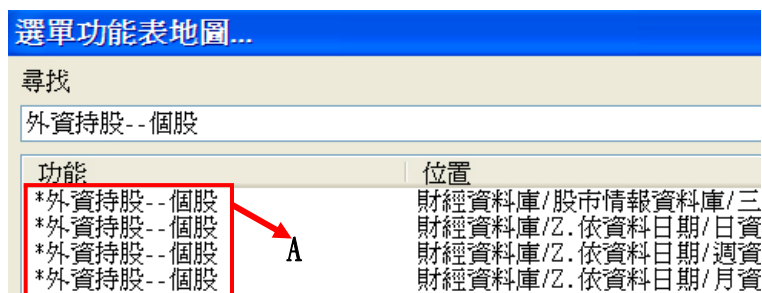 選單功能表地圖...
尋找
外資持股--個股
功能 位置
*外資持股--個股 財經資料庫/股市情報資料庫/三
*外資持股--個股 財經資料庫/Z.依資料日期/日資
*外資持股--個股 財經資料庫/Z.依資料日期/週資
*外資持股--個股 財經資料庫/Z.依資料日期/月資
A